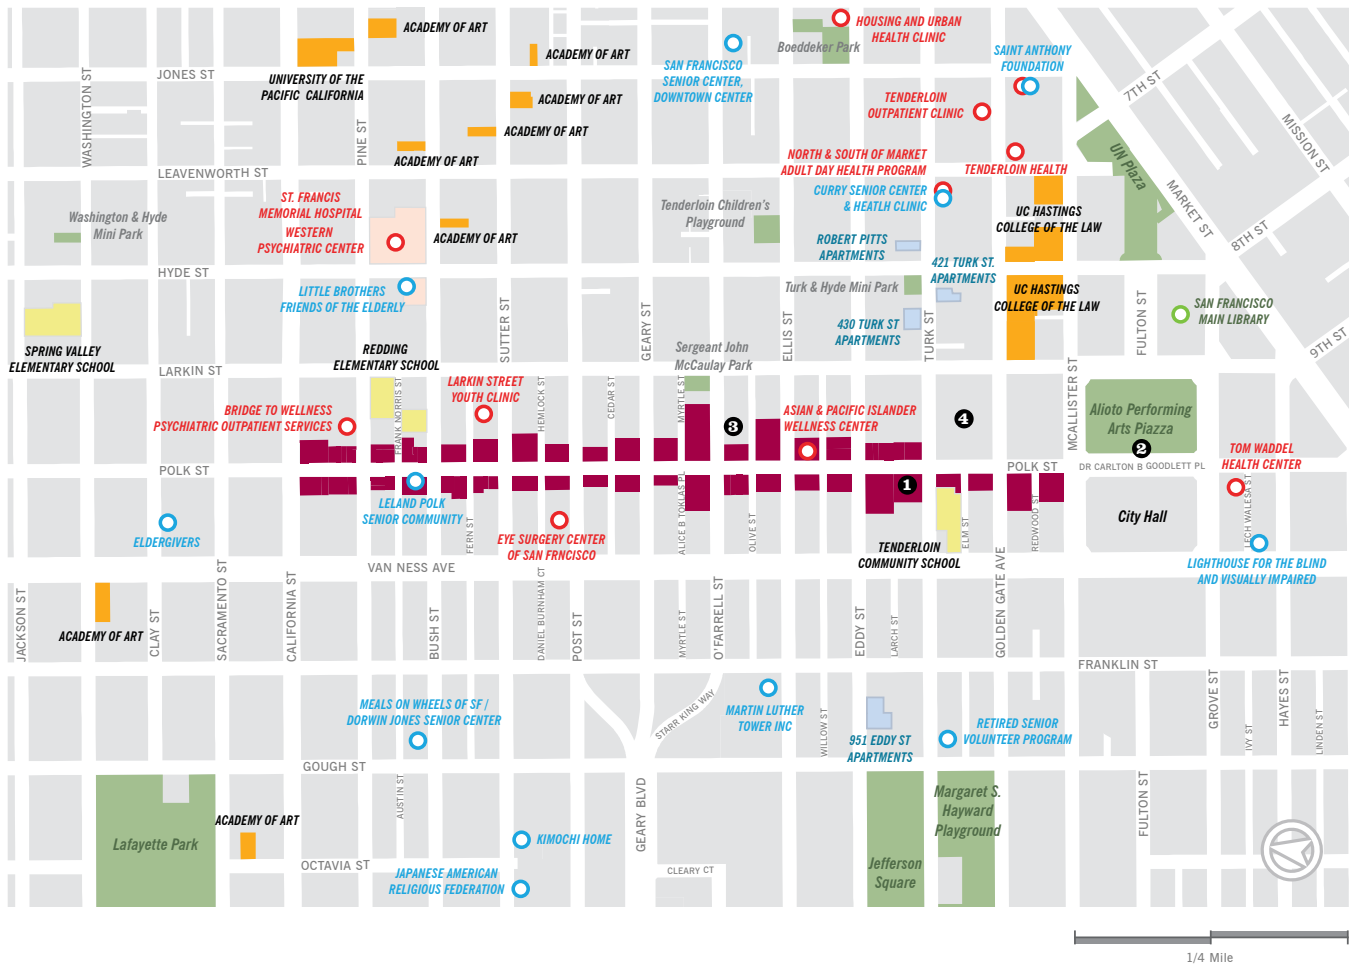 ACADEMY OF ART
HOUSING AND URBAN
HEALTH CLINIC
Boeddeker Park
ACADEMY OF ART
SAN FRANCISCO
SENIOR CENTER,
DOWNTOWN CENTER
SAINT ANTHONY
FOUNDATION
UNIVERSITY OF THE
PACIFIC CALIFORNIA
JONES ST
WASHINGTON ST
7TH ST
ACADEMY OF ART
TENDERLOIN
OUTPATIENT CLINIC
PINE ST
ACADEMY OF ART
MISSION ST
ACADEMY OF ART
NORTH & SOUTH OF MARKET
ADULT DAY HEALTH PROGRAM
TENDERLOIN HEALTH
UN Plaza
LEAVENWORTH ST
MARKET ST
CURRY SENIOR CENTER
& HEATLH CLINIC
ST. FRANCIS
MEMORIAL HOSPITAL
WESTERN
PSYCHIATRIC CENTER
Washington & Hyde
Mini Park
Tenderloin Children's
Playground
UC HASTINGS
COLLEGE OF THE LAW
ACADEMY OF ART
ROBERT PITTS
APARTMENTS
8TH ST
421 TURK ST.
APARTMENTS
HYDE ST
LITTLE BROTHERS
FRIENDS OF THE ELDERLY
Turk & Hyde Mini Park
UC HASTINGS
COLLEGE OF THE LAW
SAN FRANCISCO
MAIN LIBRARY
SUTTER ST
GEARY ST
ELLIS ST
TURK ST
FULTON ST
430 TURK ST
APARTMENTS
9TH ST
SPRING VALLEY
ELEMENTARY SCHOOL
REDDING
ELEMENTARY SCHOOL
Sergeant John
McCaulay Park
LARKIN ST
LARKIN STREET
YOUTH CLINIC
MCALLISTER ST
FRANK NORRIS ST
HEMLOCK ST
CEDAR ST
MYRTLE ST
BRIDGE TO WELLNESS
PSYCHIATRIC OUTPATIENT SERVICES
ASIAN & PACIFIC ISLANDER
WELLNESS CENTER
3
4
Alioto Performing
Arts Piazza
2
TOM WADDEL
HEALTH CENTER
POLK ST
POLK ST
DR CARLTON B GOODLETT PL
1
LELAND POLK
SENIOR COMMUNITY
ALICE B TOKLAS PL
OLIVE ST
FERN ST
ELM ST
REDWOOD ST
LECH WALESA ST
City Hall
ELDERGIVERS
EYE SURGERY CENTER
OF SAN FRNCISCO
TENDERLOIN
COMMUNITY SCHOOL
LIGHTHOUSE FOR THE BLIND
AND VISUALLY IMPAIRED
VAN NESS AVE
JACKSON ST
ACADEMY OF ART
CLAY ST
SACRAMENTO ST
CALIFORNIA ST
BUSH ST
DANIEL BURNHAM CT
POST ST
MYRTLE ST
O'FARRELL ST
EDDY ST
LARCH ST
GOLDEN GATE AVE
FRANKLIN ST
MEALS ON WHEELS OF SF /
DORWIN JONES SENIOR CENTER
STARR KING WAY
MARTIN LUTHER
TOWER INC
WILLOW ST
951 EDDY ST
APARTMENTS
RETIRED SENIOR
VOLUNTEER PROGRAM
GROVE ST
IVY ST
HAYES ST
LINDEN ST
GOUGH ST
AUSTIN ST
GEARY BLVD
FULTON ST
Margaret S.
Hayward
Playground
ACADEMY OF ART
Lafayette Park
KIMOCHI HOME
OCTAVIA ST
JAPANESE AMERICAN
RELIGIOUS FEDERATION
CLEARY CT
Jefferson
Square
1/4 Mile